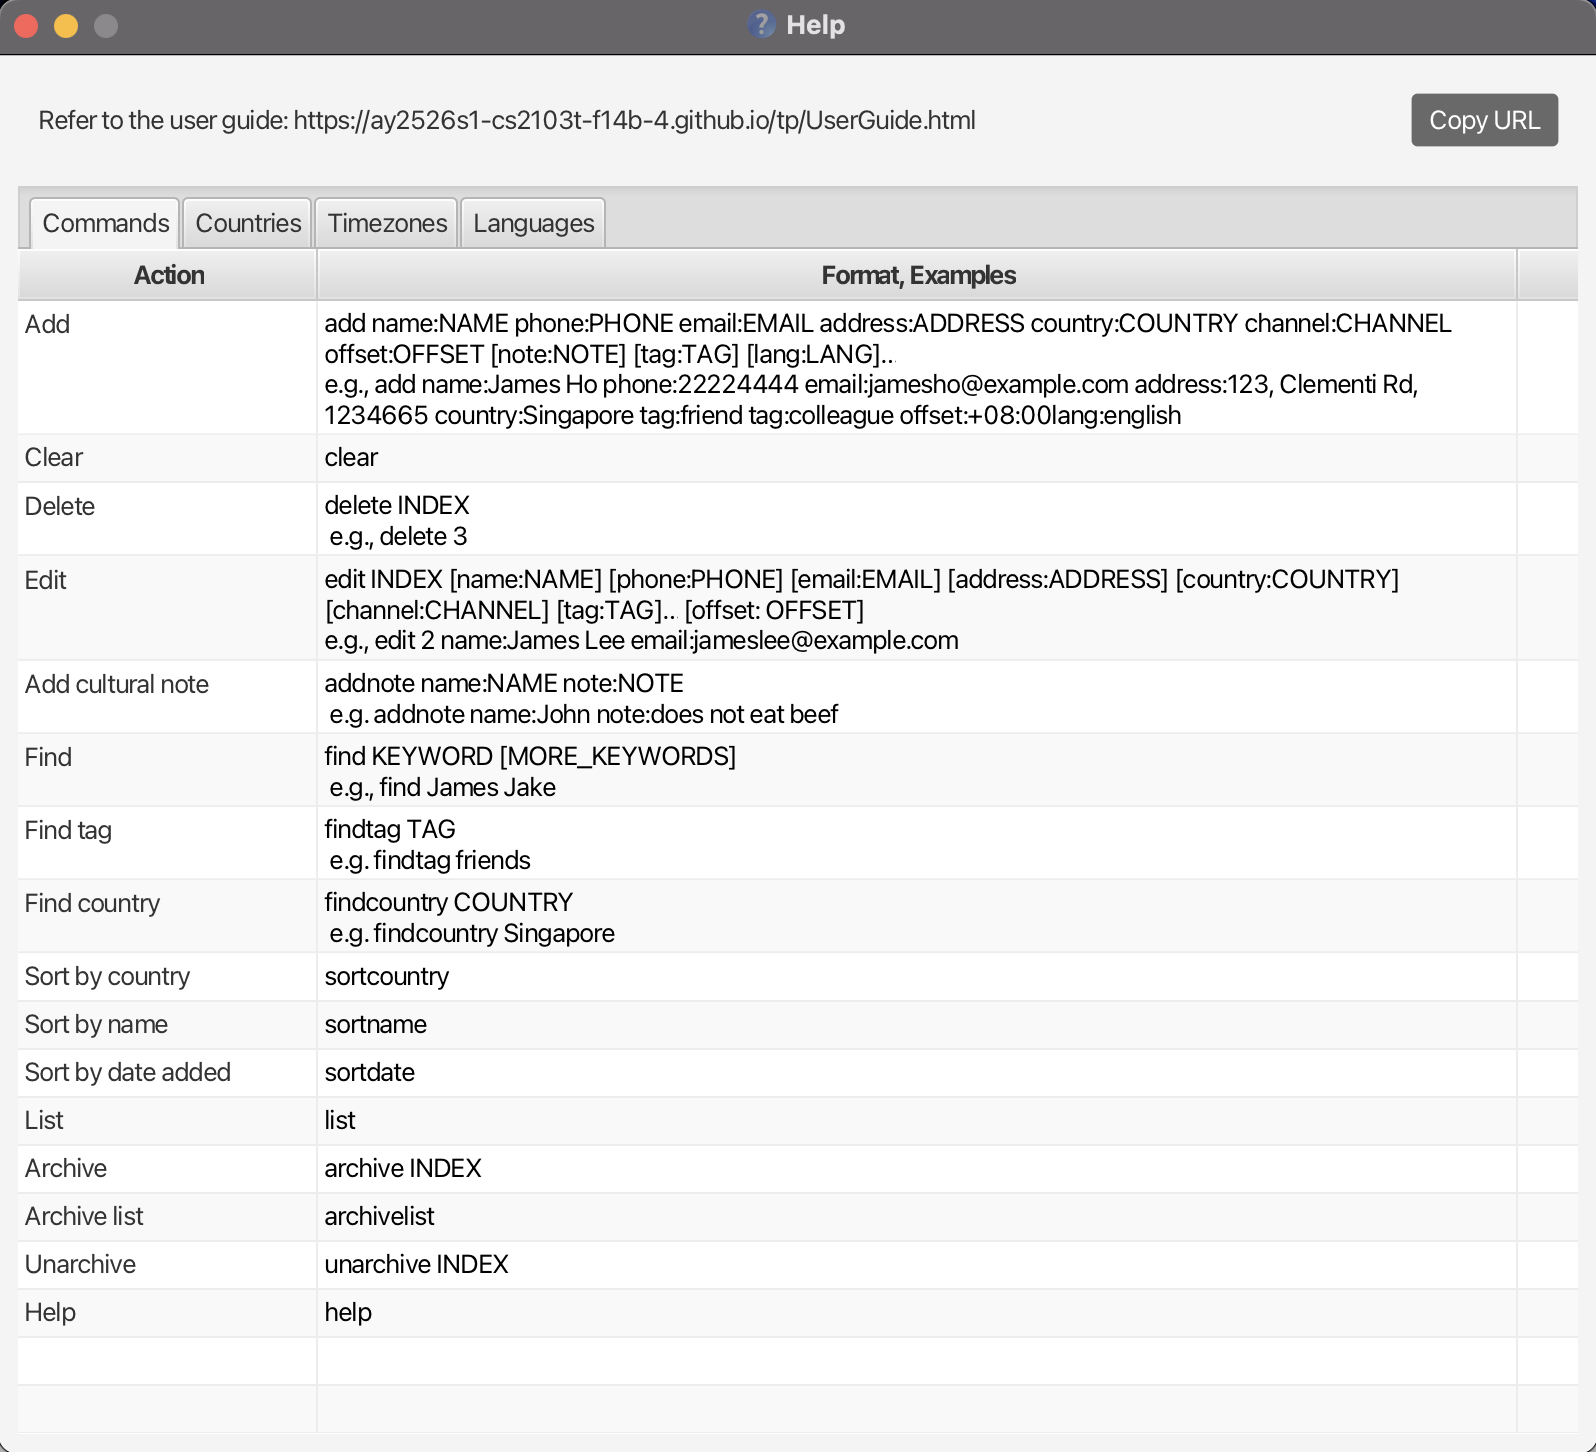 Help
Refer to the user guide: https://ay2526s1-cs2103t-f14b-4.github.io/tp/UserGuide.html
Copy URL
Commands Countries Timezones Languages
Action Format, Examples
Add
add name:NAME phone:PHONE email:EMAIL address:ADDRESS country:COUNTRY channel:CHANNEL
offset:OFFSET [note:NOTE] [tag:TAG] [lang:LANG]…
e.g., add name:James Ho phone:22224444 email:jamesho@example.com address:123, Clementi Rd,
1234665 country:Singapore tag:friend tag:colleague offset:+08:00lang:english
Clear
clear
Delete
delete INDEX
e.g., delete 3
Edit
edit INDEX [name:NAME] [phone:PHONE] [email:EMAIL] [address:ADDRESS] [country:COUNTRY]
[channel:CHANNEL] [tag:TAG]… [offset: OFFSET]
e.g., edit 2 name:James Lee email:jameslee@example.com
Add cultural note
addnote name:NAME note:NOTE
e.g. addnote name:John note:does not eat beef
Find
find KEYWORD [MORE_KEYWORDS]
e.g., find James Jake
Find tag
findtag TAG
e.g. findtag friends
Find country
findcountry COUNTRY
e.g. findcountry Singapore
Sort by country
sortcountry
Sort by name
sortname
Sort by date added
sortdate
List
list
Archive
archive INDEX
Archive list
archivelist
Unarchive
unarchive INDEX
Help
help